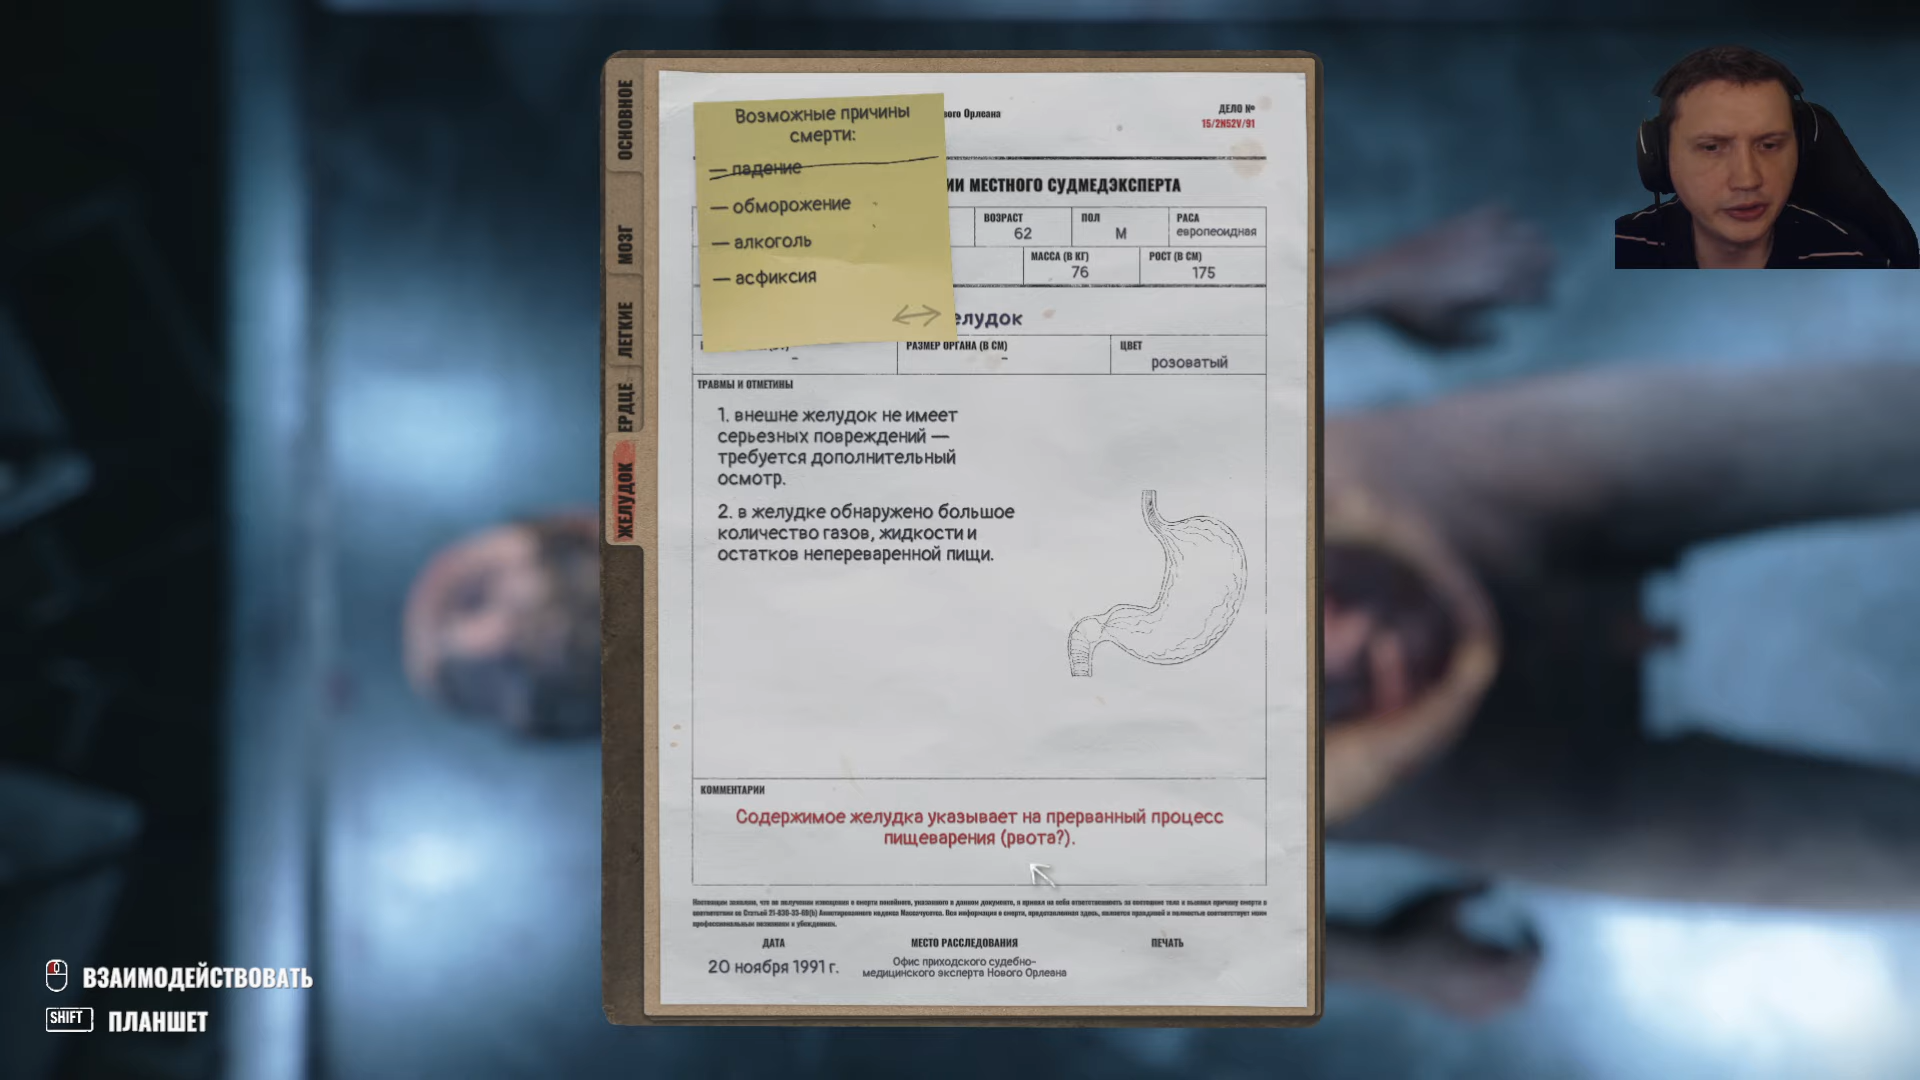 Возможные причины
смерти:
— падение
— обморожение
— алкоголь
— асфиксия
вого Орлеана
ДЕЛО №
15/2N52V/91
ИИ МЕСТНОГО СУДМЕДЭКСПЕРТА
ВОЗРАСТ
62
ПОЛ
М
РАСА
европеоидная
МАССА (В КГ)
76
РОСТ (В СМ)
175
елудок
РАЗМЕР ОРГАНА (В СМ)
–
ЦВЕТ
розоватый
ТРАВМЫ И ОТМЕТИНЫ
1. внешне желудок не имеет
серьезных повреждений —
требуется дополнительный
осмотр.
2. в желудке обнаружено большое
количество газов, жидкости и
остатков непереваренной пищи.
КОММЕНТАРИИ
Содержимое желудка указывает на прерванный процесс
пищеварения (рвота?).
ДАТА
20 ноября 1991 г.
МЕСТО РАССЛЕДОВАНИЯ
Офис приходского судебно-
медицинского эксперта Нового Орлеана
ПЕЧАТЬ
ОСНОВНОЕ
МОЗГ
ЛЕГКИЕ
ЕРДЦЕ
ЖЕЛУДОК
ВЗАИМОДЕЙСТВОВАТЬ
SHIFT ПЛАНШЕТ